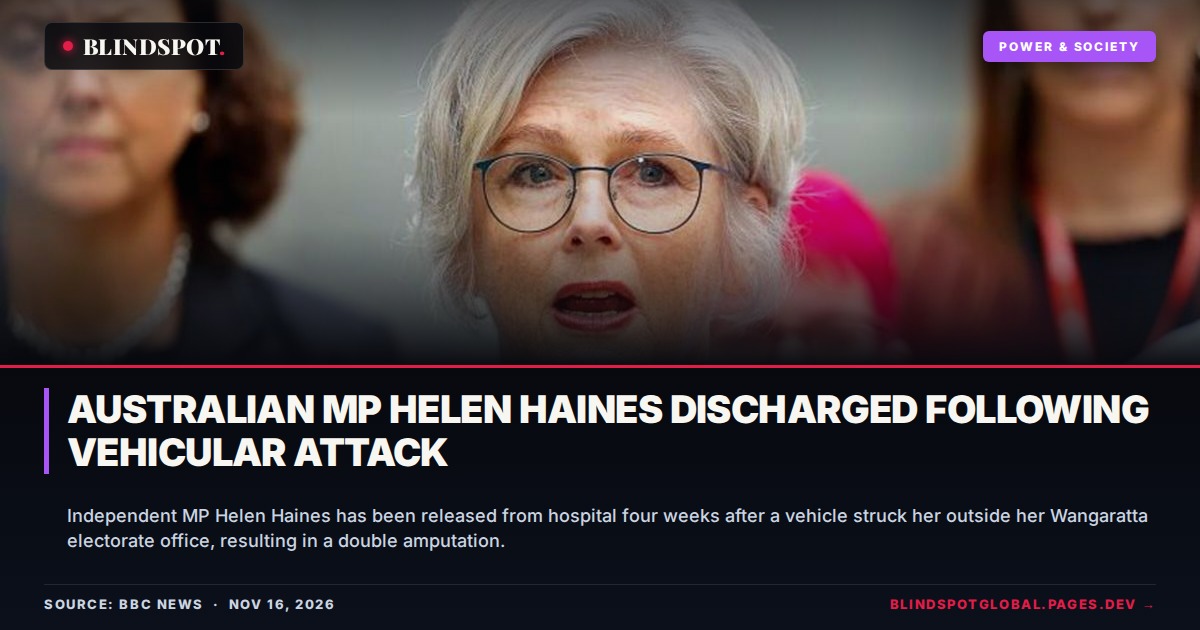 BLINDSPOT.
POWER & SOCIETY
AUSTRALIAN MP HELEN HAINES DISCHARGED FOLLOWING
VEHICULAR ATTACK
Independent MP Helen Haines has been released from hospital four weeks after a vehicle struck her outside her Wangaratta
electorate office, resulting in a double amputation.
SOURCE: BBC NEWS · NOV 16, 2026
BLINDSPOTGLOBAL.PAGES.DEV →